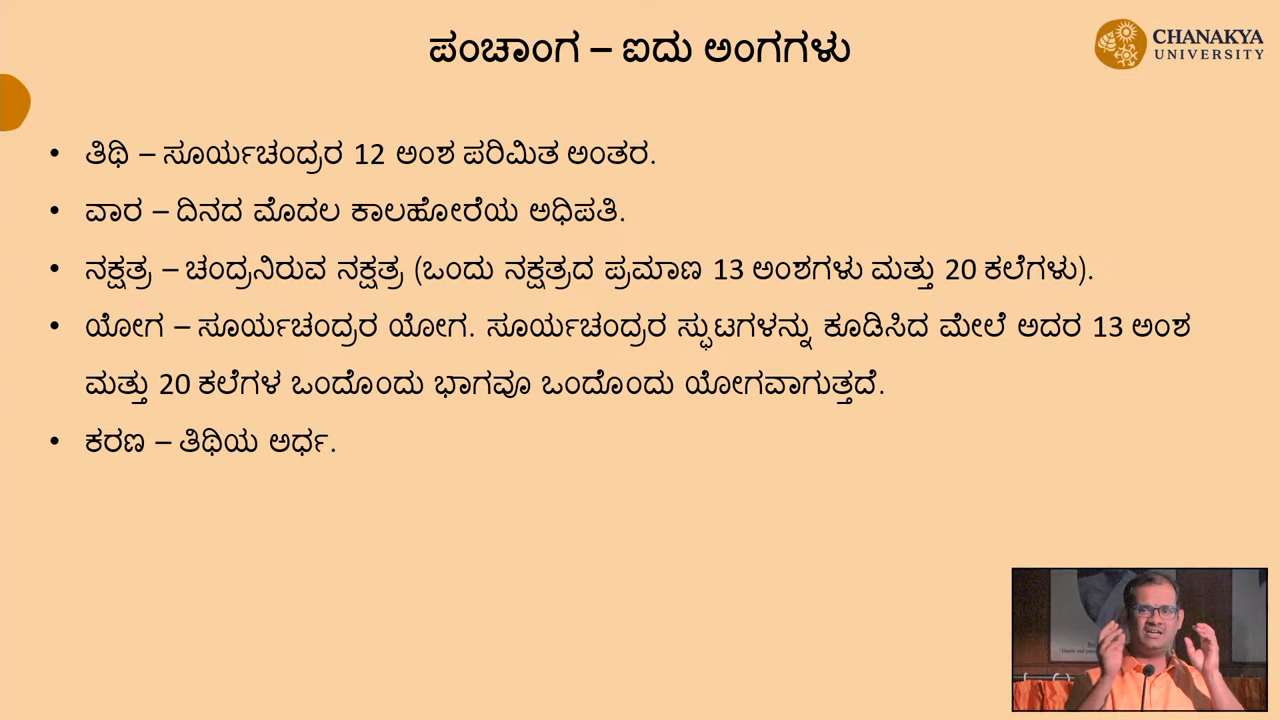 ಪಂಚಾಂಗ – ಐದು ಅಂಗಗಳು
CHANAKYA
UNIVERSITY
• ತಿಥಿ – ಸೂರ್ಯಚಂದ್ರರ 12 ಅಂಶ ಪರಿಮಿತ ಅಂತರ.
• ವಾರ – ದಿನದ ಮೊದಲ ಕಾಲಹೋರೆಯ ಅಧಿಪತಿ.
• ನಕ್ಷತ್ರ – ಚಂದ್ರನಿರುವ ನಕ್ಷತ್ರ (ಒಂದು ನಕ್ಷತ್ರದ ಪ್ರಮಾಣ 13 ಅಂಶಗಳು ಮತ್ತು 20 ಕಲೆಗಳು).
• ಯೋಗ – ಸೂರ್ಯಚಂದ್ರರ ಯೋಗ. ಸೂರ್ಯಚಂದ್ರರ ಸ್ಫುಟಗಳನ್ನು ಕೂಡಿಸಿದ ಮೇಲೆ ಅದರ 13 ಅಂಶ
ಮತ್ತು 20 ಕಲೆಗಳ ಒಂದೊಂದು ಭಾಗವೂ ಒಂದೊಂದು ಯೋಗವಾಗುತ್ತದೆ.
• ಕರಣ – ತಿಥಿಯ ಅರ್ಧ.